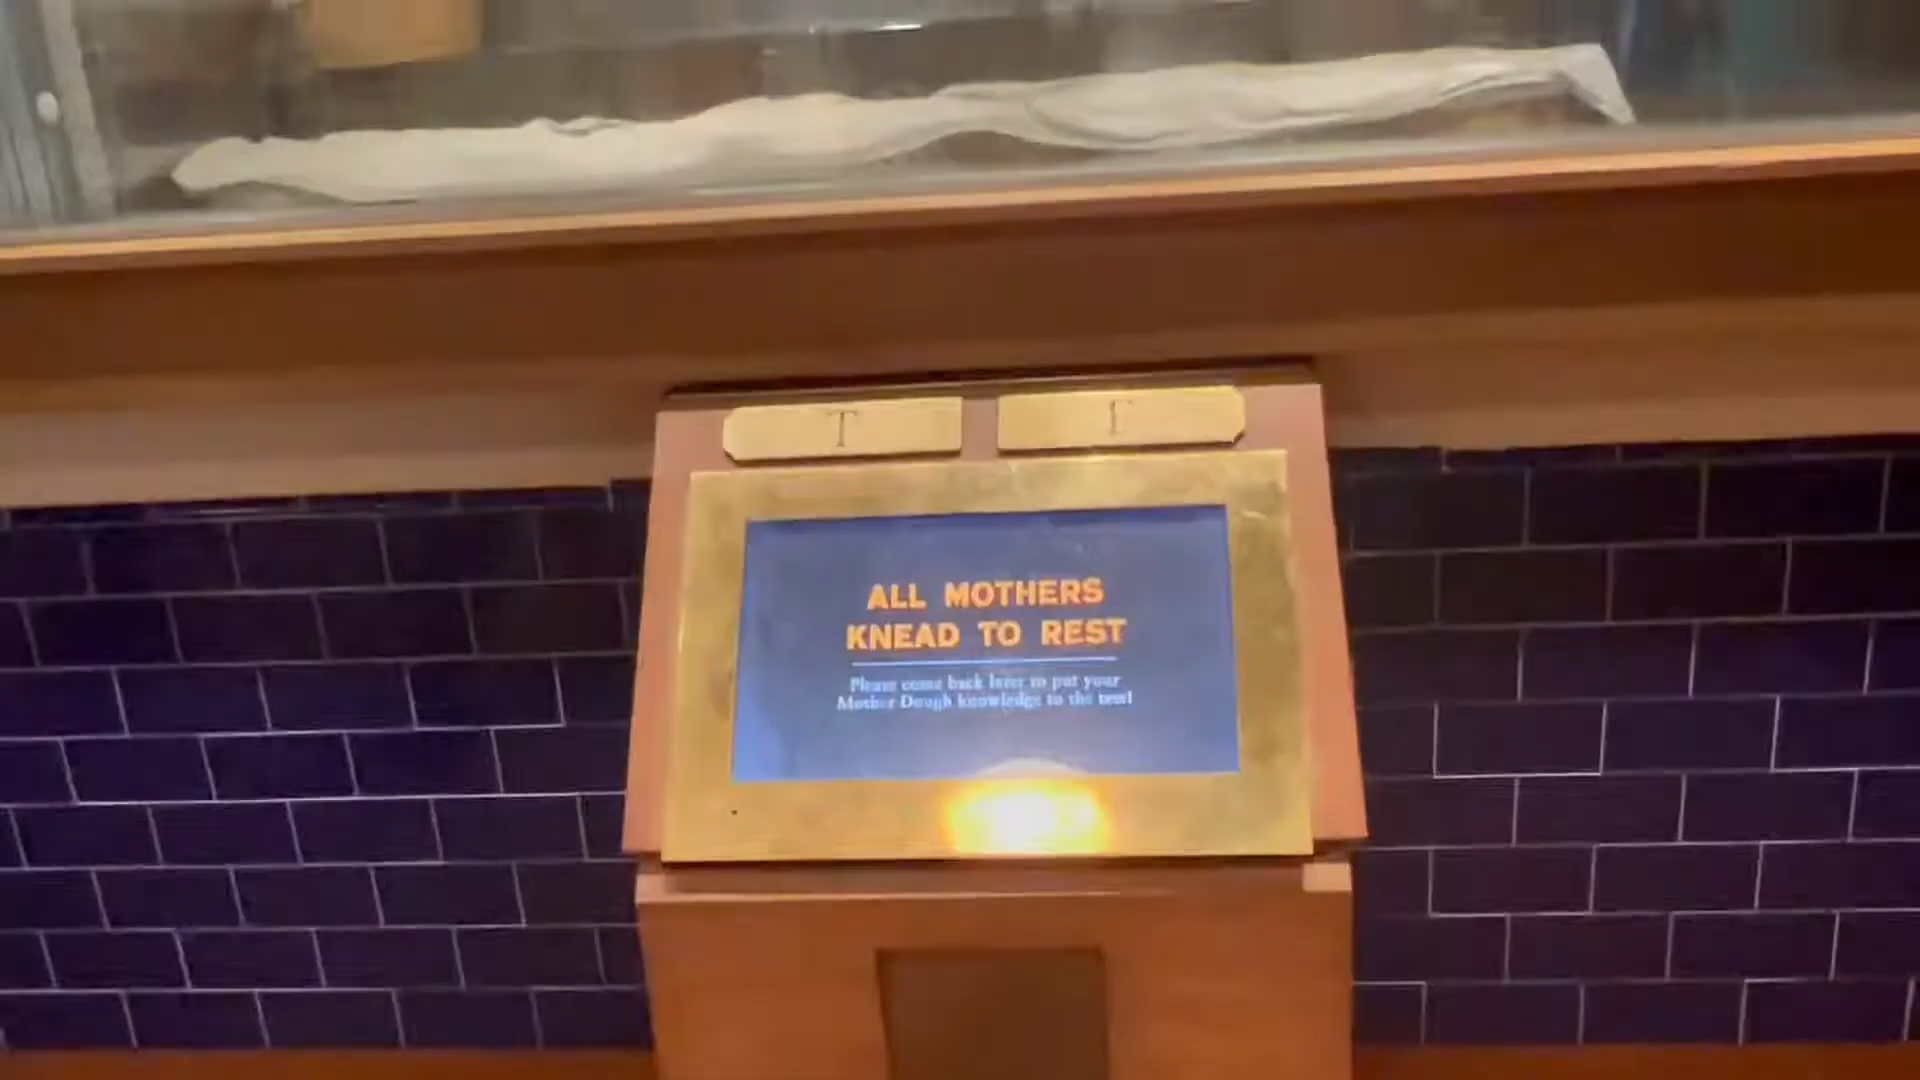 T
ALL MOTHERS
KNEAD TO REST
Please come back later to put your
Mother Dough knowledge to the test!